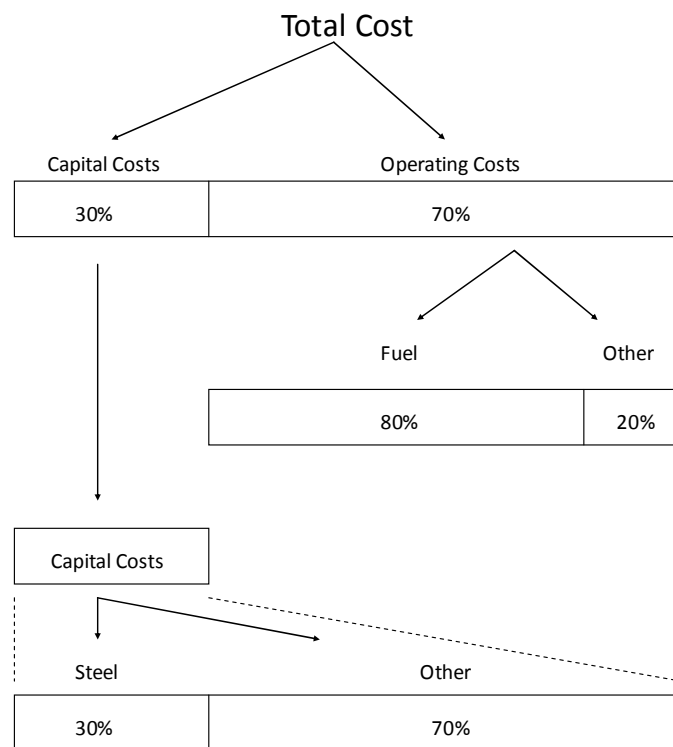 Total Cost
Capital Costs Operating Costs
30% 70%
Fuel Other
80% 20%
Capital Costs
Steel Other
30% 70%